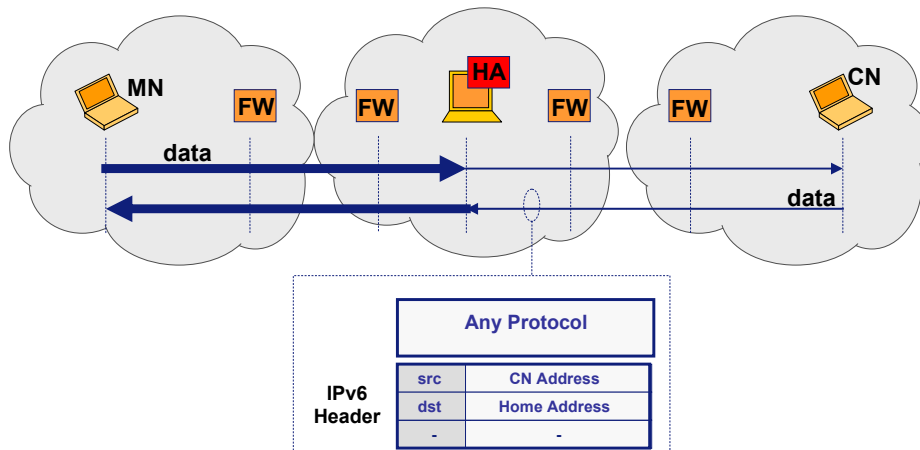 MN
HA
CN
FW
FW
FW
FW
data
data
Any Protocol
IPv6
Header
src
CN Address
dst
Home Address
-
-